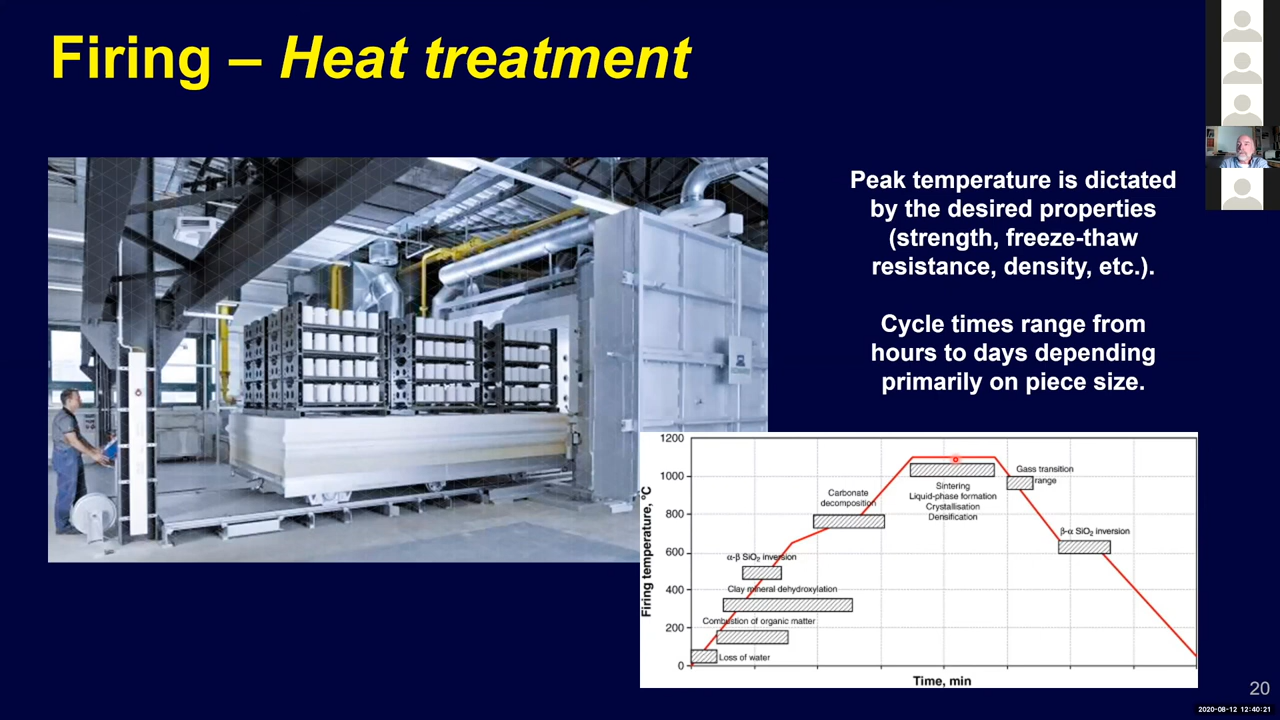 Firing – Heat treatment
Peak temperature is dictated
by the desired properties
(strength, freeze-thaw
resistance, density, etc.).
Cycle times range from
hours to days depending
primarily on piece size.
1200
1000
800
600
400
200
0
Firing temperature, °C
Time, min
Loss of water
Combustion of organic matter
Clay mineral dehydroxylation
α-β SiO₂ inversion
Carbonate
decomposition
Sintering
Liquid-phase formation
Crystallisation
Densification
Gass transition
range
β-α SiO₂ inversion
20
2020-08-12 12:40:21